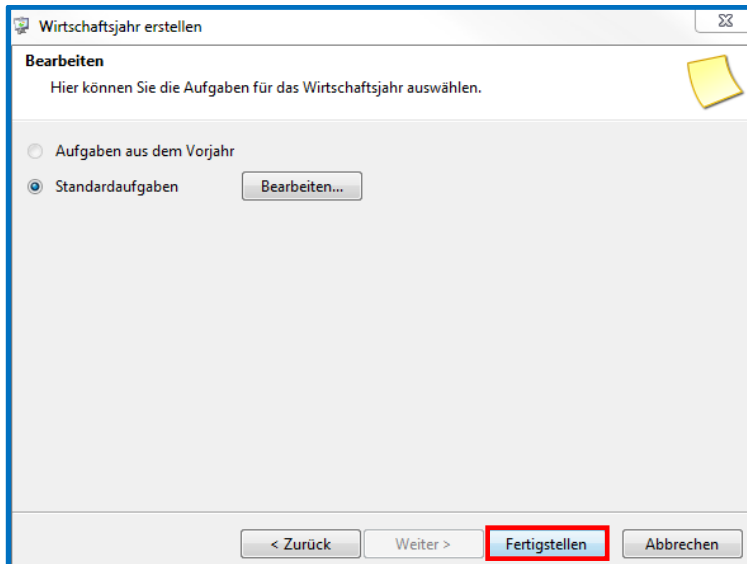 Wirtschaftsjahr erstellen
Bearbeiten
Hier können Sie die Aufgaben für das Wirtschaftsjahr auswählen.
Aufgaben aus dem Vorjahr
Standardaufgaben Bearbeiten...
< Zurück Weiter > Fertigstellen Abbrechen